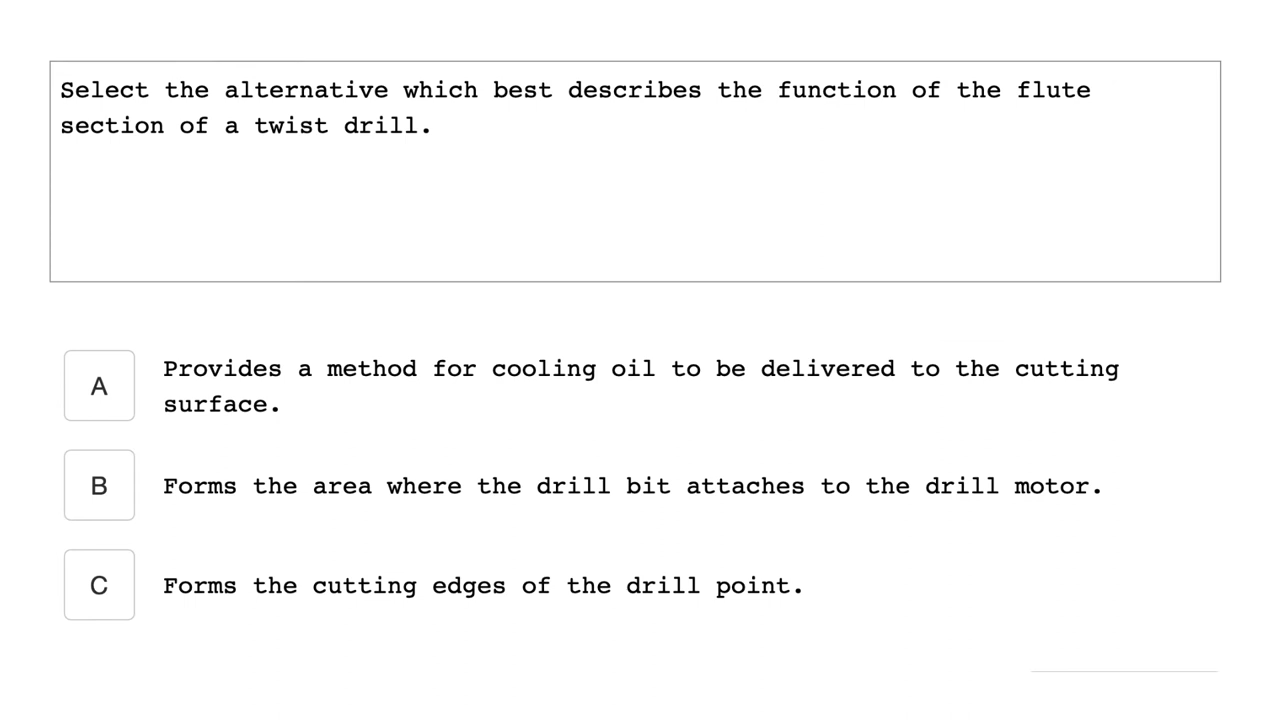 Select the alternative which best describes the function of the flute
section of a twist drill.
A
Provides a method for cooling oil to be delivered to the cutting
surface.
B
Forms the area where the drill bit attaches to the drill motor.
C
Forms the cutting edges of the drill point.